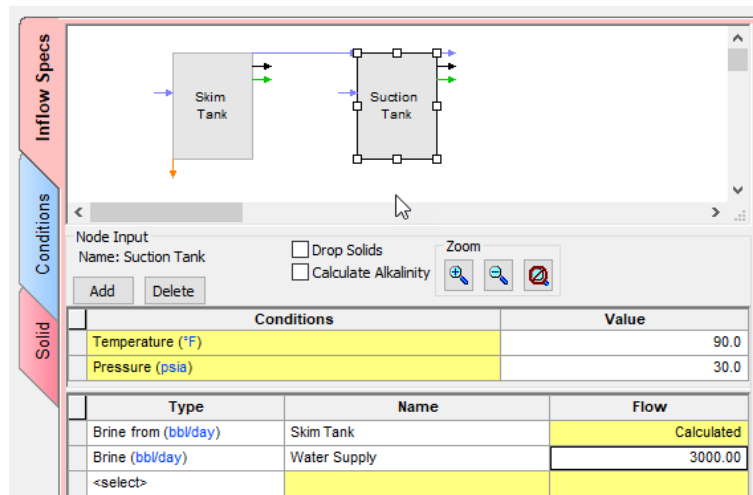 Inflow Specs
Conditions
Solid
Skim
Tank
Suction
Tank
Node Input
Name: Suction Tank
Drop Solids
Calculate Alkalinity
Zoom
Add Delete
Conditions Value
Temperature (°F) 90.0
Pressure (psia) 30.0
Type Name Flow
Brine from (bbl/day) Skim Tank Calculated
Brine (bbl/day) Water Supply 3000.00
<select>